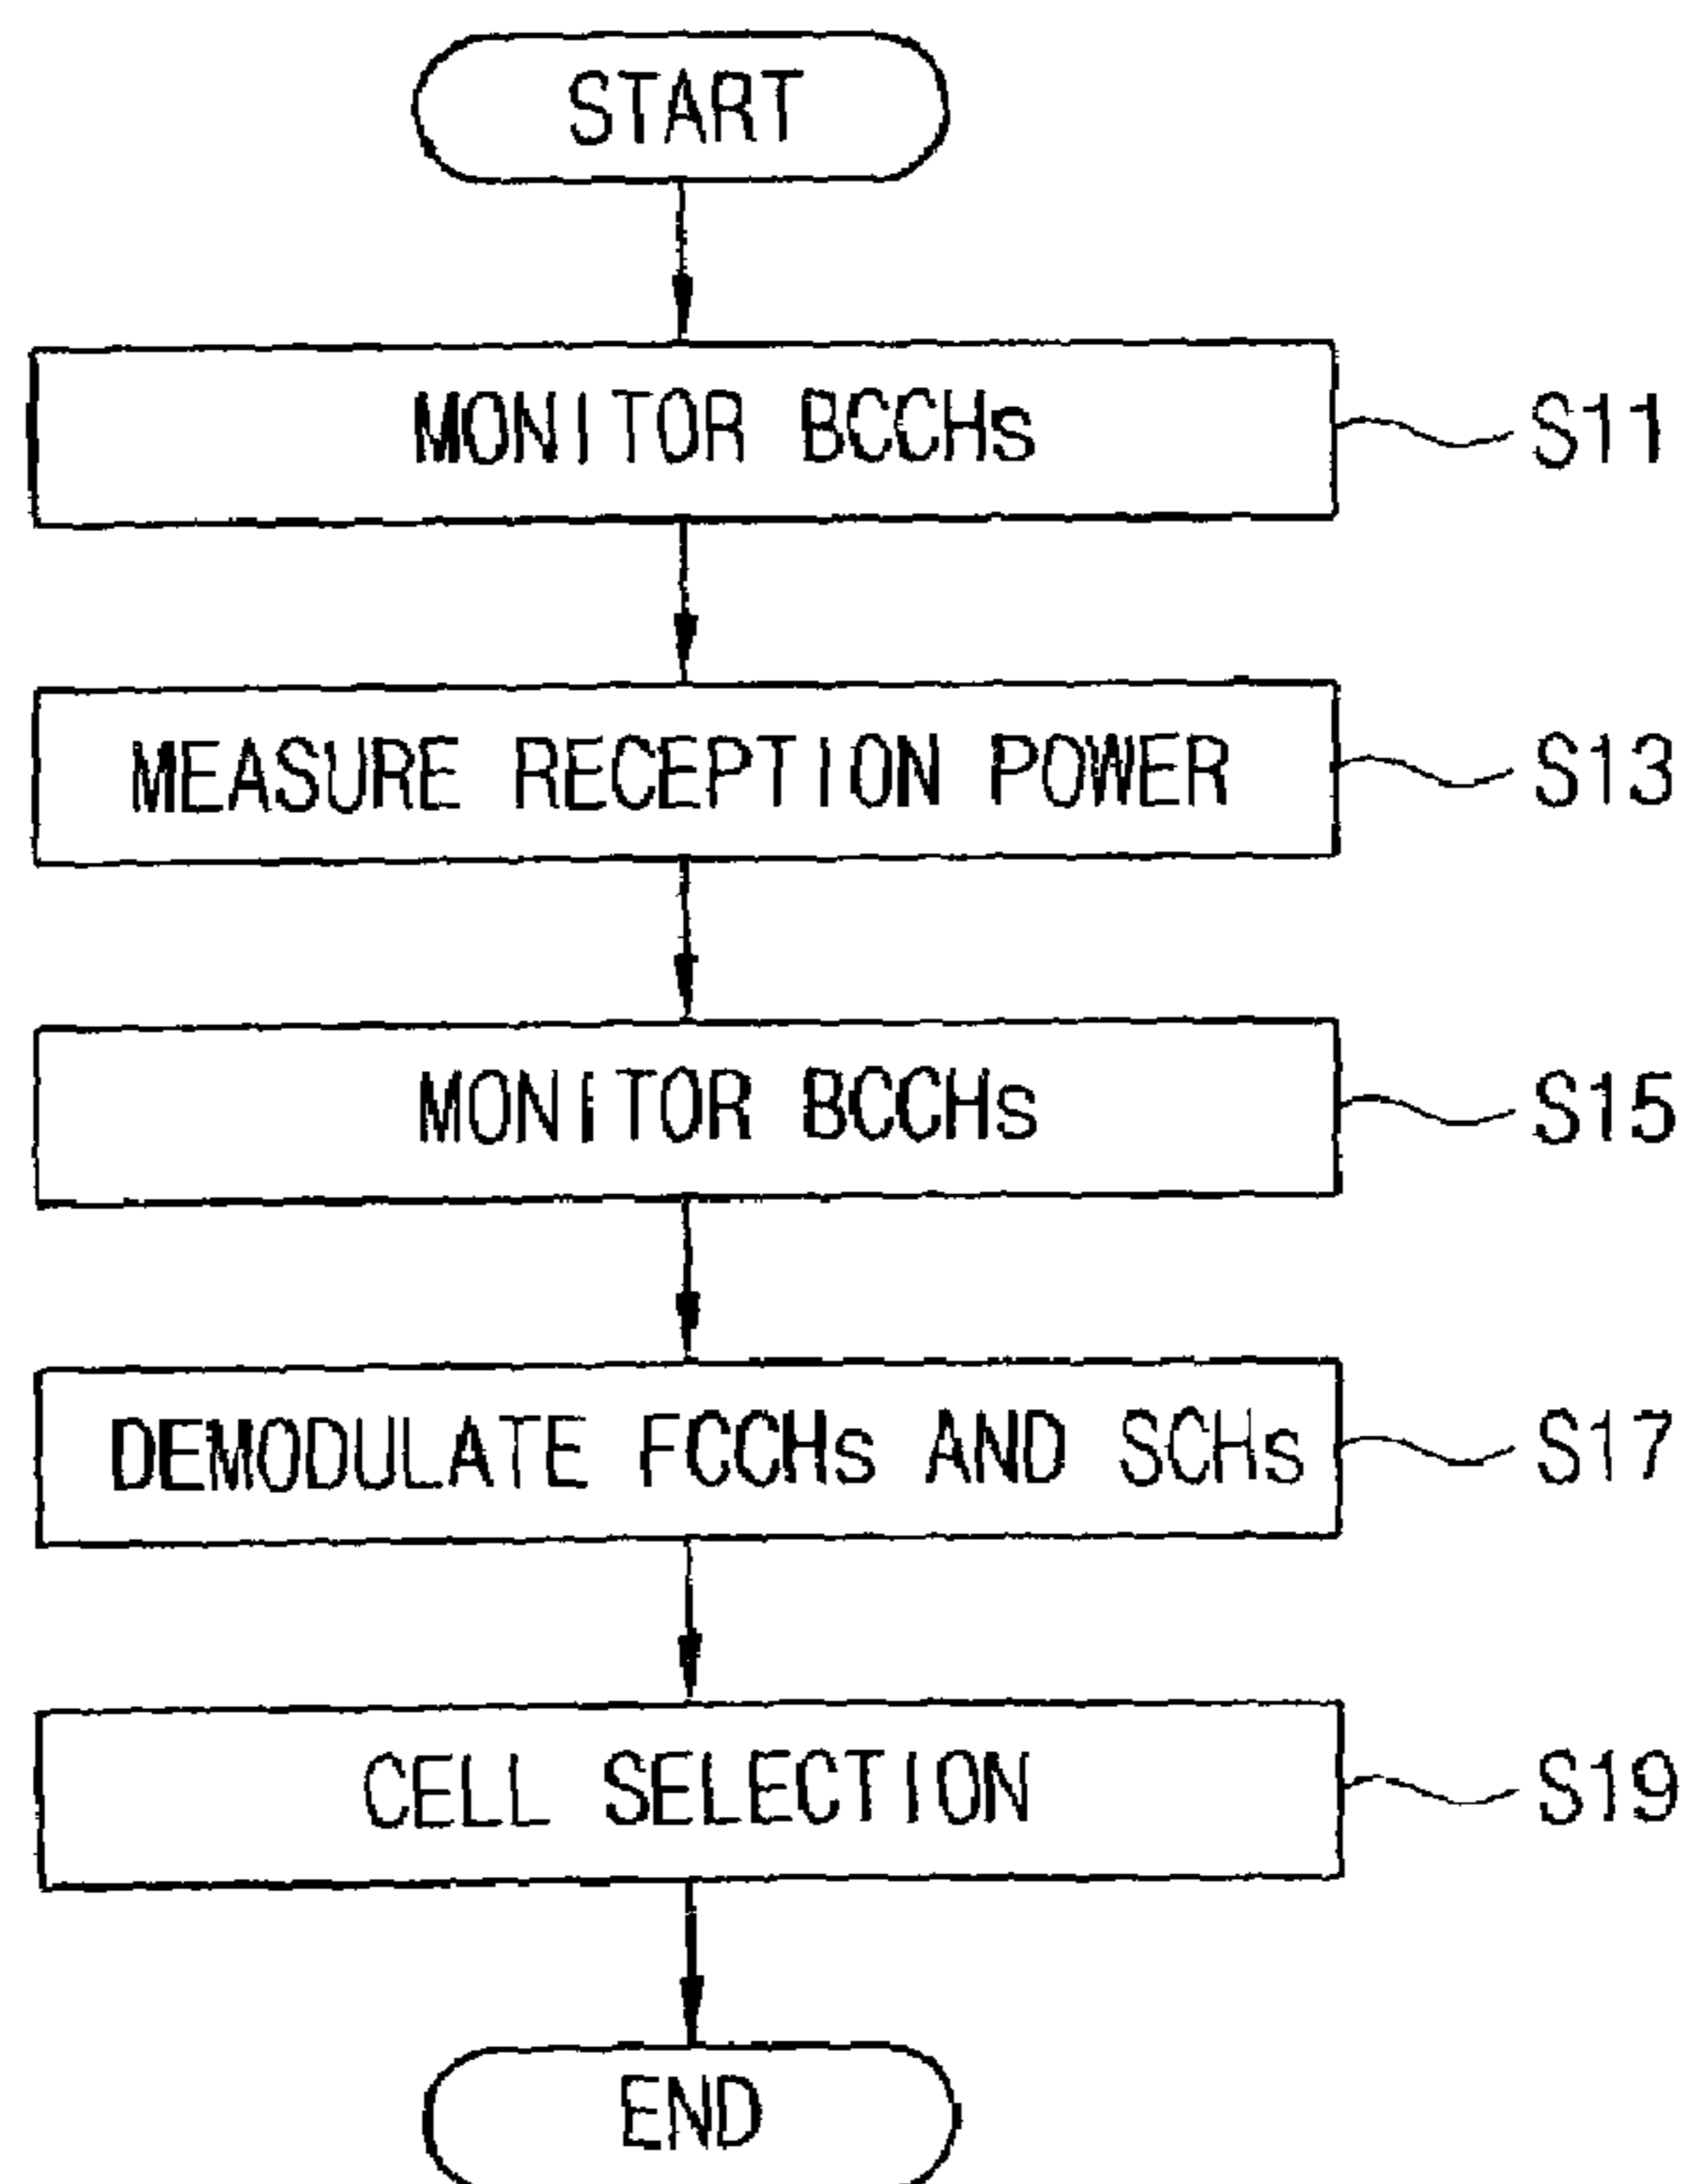 START
MONITOR BCCHs
S11
MEASURE RECEPTION POWER
S13
MONITOR BCCHs
S15
DEMODULATE FCCHs AND SCHs
S17
CELL SELECTION
S19
END